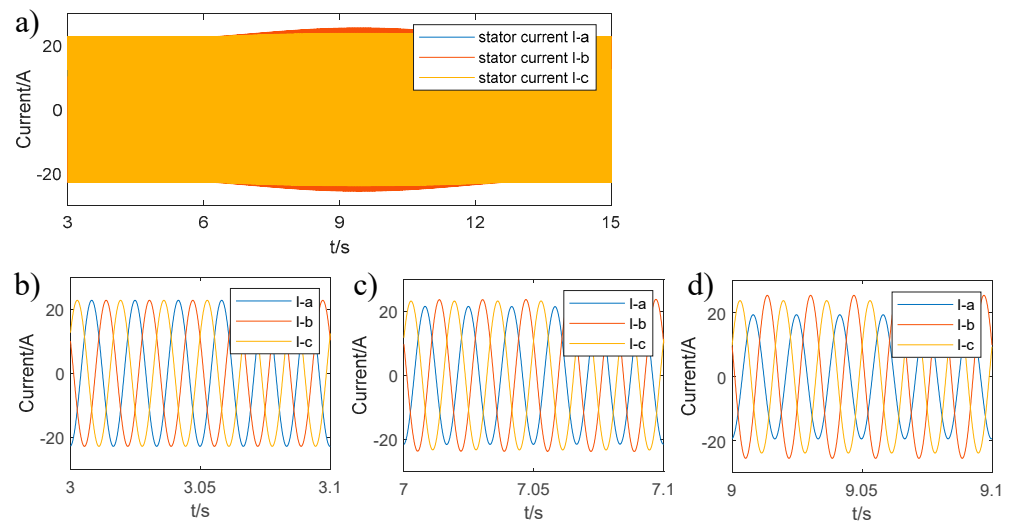 a)
20
0
-20
Current/A
stator current I-a
stator current I-b
stator current I-c
3 6 9 12 15
t/s
b)
20
0
-20
Current/A
I-a
I-b
I-c
3 3.05 3.1
t/s
c)
20
0
-20
Current/A
I-a
I-b
I-c
7 7.05 7.1
t/s
d)
20
0
-20
Current/A
I-a
I-b
I-c
9 9.05 9.1
t/s